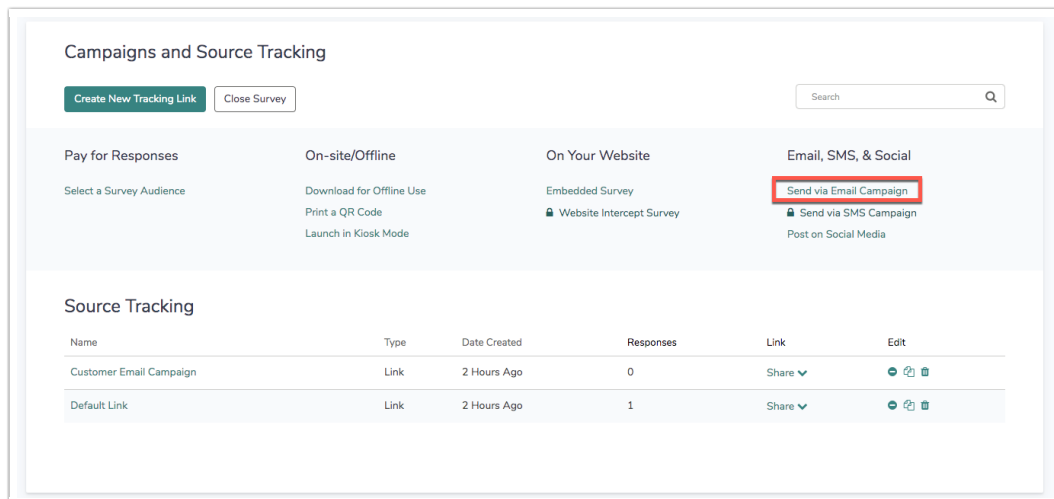 Campaigns and Source Tracking
Create New Tracking Link
Close Survey
Search
Pay for Responses
On-site/Offline
On Your Website
Email, SMS, & Social
Select a Survey Audience
Download for Offline Use
Embedded Survey
Send via Email Campaign
Print a QR Code
Website Intercept Survey
Send via SMS Campaign
Launch in Kiosk Mode
Post on Social Media
Source Tracking
Name Type Date Created Responses Link Edit
Customer Email Campaign Link 2 Hours Ago 0 Share
Default Link Link 2 Hours Ago 1 Share